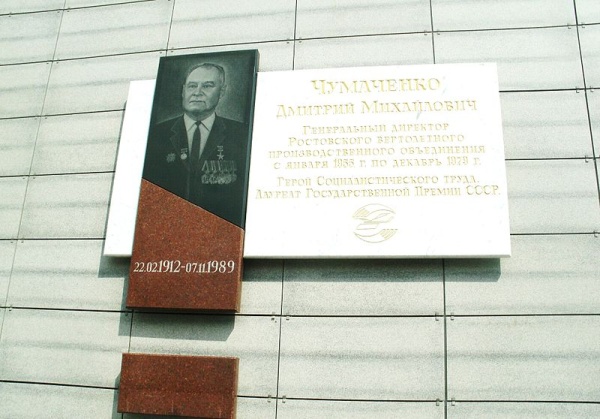 Чумаченко
Дмитрий Михайлович
Генеральный директор
Ростовского вертолетного
производственного объединения
с января 1955 г. по декабрь 1978 г.
Герой Социалистического труда,
Лауреат Государственной Премии СССР.
22.02.1912-07.11.1989